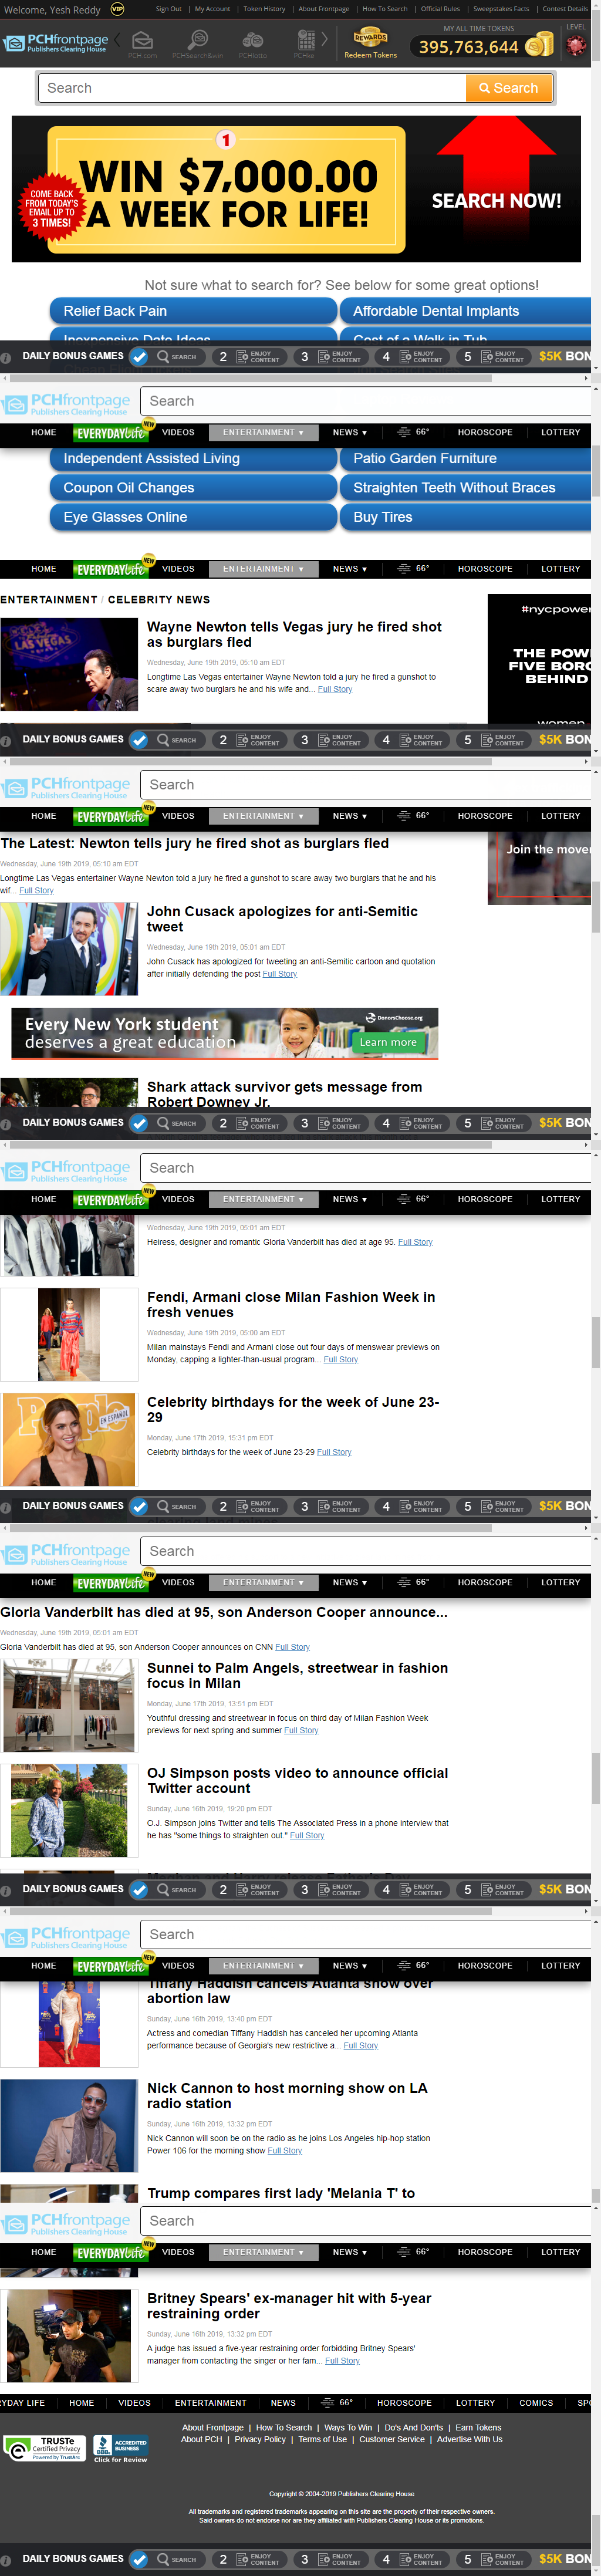 Welcome, Yesh Reddy VIP Sign Out | My Account | Token History | About Frontpage | How To Search | Official Rules | Sweepstakes Facts | Contest Details
PCHfrontpage
Publishers Clearing House
PCH.com
PCHSearch&win
PCHlotto
REWARDS
Redeem Tokens
MY ALL TIME TOKENS
395,763,644
LEVEL
Search
Search
1
WIN $7,000.00
A WEEK FOR LIFE!
COME BACK
FROM TODAY'S
EMAIL UP TO
3 TIMES!
SEARCH NOW!
Not sure what to search for? See below for some great options!
Relief Back Pain
Affordable Dental Implants
Inexpensive Date Ideas
Cost of a Walk in Tub
DAILY BONUS GAMES SEARCH 2 ENJOY CONTENT 3 ENJOY CONTENT 4 ENJOY CONTENT 5 ENJOY CONTENT $5K BON
PCHfrontpage
Publishers Clearing House
Search
HOME EVERYDAYlife NEW VIDEOS ENTERTAINMENT ▼ NEWS ▼ 66° HOROSCOPE LOTTERY
Independent Assisted Living
Patio Garden Furniture
Coupon Oil Changes
Straighten Teeth Without Braces
Eye Glasses Online
Buy Tires
HOME EVERYDAYlife NEW VIDEOS ENTERTAINMENT ▼ NEWS ▼ 66° HOROSCOPE LOTTERY
ENTERTAINMENT / CELEBRITY NEWS
#nycpower
THE POW
FIVE BORO
BEHIND
women
LAS VEGAS
Wayne Newton tells Vegas jury he fired shot
as burglars fled
Wednesday, June 19th 2019, 05:10 am EDT
Longtime Las Vegas entertainer Wayne Newton told a jury he fired a gunshot to
scare away two burglars he and his wife and... Full Story
DAILY BONUS GAMES SEARCH 2 ENJOY CONTENT 3 ENJOY CONTENT 4 ENJOY CONTENT 5 ENJOY CONTENT $5K BON
PCHfrontpage
Publishers Clearing House
Search
HOME EVERYDAYlife NEW VIDEOS ENTERTAINMENT ▼ NEWS ▼ 66° HOROSCOPE LOTTERY
The Latest: Newton tells jury he fired shot as burglars fled
Wednesday, June 19th 2019, 05:10 am EDT
Longtime Las Vegas entertainer Wayne Newton told a jury he fired a gunshot to scare away two burglars that he and his
wif... Full Story
Join the mover
John Cusack apologizes for anti-Semitic
tweet
Wednesday, June 19th 2019, 05:01 am EDT
John Cusack has apologized for tweeting an anti-Semitic cartoon and quotation
after initially defending the post Full Story
Every New York student
deserves a great education
DonorsChoose.org
Learn more
Shark attack survivor gets message from
Robert Downey Jr.
DAILY BONUS GAMES SEARCH 2 ENJOY CONTENT 3 ENJOY CONTENT 4 ENJOY CONTENT 5 ENJOY CONTENT $5K BON
PCHfrontpage
Publishers Clearing House
Search
HOME EVERYDAYlife NEW VIDEOS ENTERTAINMENT ▼ NEWS ▼ 66° HOROSCOPE LOTTERY
Wednesday, June 19th 2019, 05:01 am EDT
Heiress, designer and romantic Gloria Vanderbilt has died at age 95. Full Story
Fendi, Armani close Milan Fashion Week in
fresh venues
Wednesday, June 19th 2019, 05:00 am EDT
Milan mainstays Fendi and Armani close out four days of menswear previews on
Monday, capping a lighter-than-usual program... Full Story
People
EN ESPAÑOL
Celebrity birthdays for the week of June 23-
29
Monday, June 17th 2019, 15:31 pm EDT
Celebrity birthdays for the week of June 23-29 Full Story
DAILY BONUS GAMES SEARCH 2 ENJOY CONTENT 3 ENJOY CONTENT 4 ENJOY CONTENT 5 ENJOY CONTENT $5K BON
PCHfrontpage
Publishers Clearing House
Search
HOME EVERYDAYlife NEW VIDEOS ENTERTAINMENT ▼ NEWS ▼ 66° HOROSCOPE LOTTERY
Gloria Vanderbilt has died at 95, son Anderson Cooper announce...
Wednesday, June 19th 2019, 05:01 am EDT
Gloria Vanderbilt has died at 95, son Anderson Cooper announces on CNN Full Story
Sunnei to Palm Angels, streetwear in fashion
focus in Milan
Monday, June 17th 2019, 13:51 pm EDT
Youthful dressing and streetwear in focus on third day of Milan Fashion Week
previews for next spring and summer Full Story
OJ Simpson posts video to announce official
Twitter account
Sunday, June 16th 2019, 19:20 pm EDT
O.J. Simpson joins Twitter and tells The Associated Press in a phone interview that
he has "some things to straighten out." Full Story
DAILY BONUS GAMES SEARCH 2 ENJOY CONTENT 3 ENJOY CONTENT 4 ENJOY CONTENT 5 ENJOY CONTENT $5K BON
PCHfrontpage
Publishers Clearing House
Search
HOME EVERYDAYlife NEW VIDEOS ENTERTAINMENT ▼ NEWS ▼ 66° HOROSCOPE LOTTERY
Tiffany Haddish cancels Atlanta show over
abortion law
Sunday, June 16th 2019, 13:40 pm EDT
Actress and comedian Tiffany Haddish has canceled her upcoming Atlanta
performance because of Georgia's new restrictive a... Full Story
Nick Cannon to host morning show on LA
radio station
Sunday, June 16th 2019, 13:32 pm EDT
Nick Cannon will soon be on the radio as he joins Los Angeles hip-hop station
Power 106 for the morning show Full Story
Trump compares first lady 'Melania T' to
PCHfrontpage
Publishers Clearing House
Search
HOME EVERYDAYlife NEW VIDEOS ENTERTAINMENT ▼ NEWS ▼ 66° HOROSCOPE LOTTERY
Britney Spears' ex-manager hit with 5-year
restraining order
Sunday, June 16th 2019, 13:32 pm EDT
A judge has issued a five-year restraining order forbidding Britney Spears'
manager from contacting the singer or her fam... Full Story
RYDAY LIFE HOME VIDEOS ENTERTAINMENT NEWS 66° HOROSCOPE LOTTERY COMICS SPO
About Frontpage | How To Search | Ways To Win | Do's And Don'ts | Earn Tokens
About PCH | Privacy Policy | Terms of Use | Customer Service | Advertise With Us
TRUSTe
Certified Privacy
Powered by TrustArc
BBB
ACCREDITED
BUSINESS
Click for Review
Copyright © 2004-2019 Publishers Clearing House
All trademarks and registered trademarks appearing on this site are the property of their respective owners.
Said owners do not endorse nor are they affiliated with Publishers Clearing House or its promotions.
DAILY BONUS GAMES SEARCH 2 ENJOY CONTENT 3 ENJOY CONTENT 4 ENJOY CONTENT 5 ENJOY CONTENT $5K BON